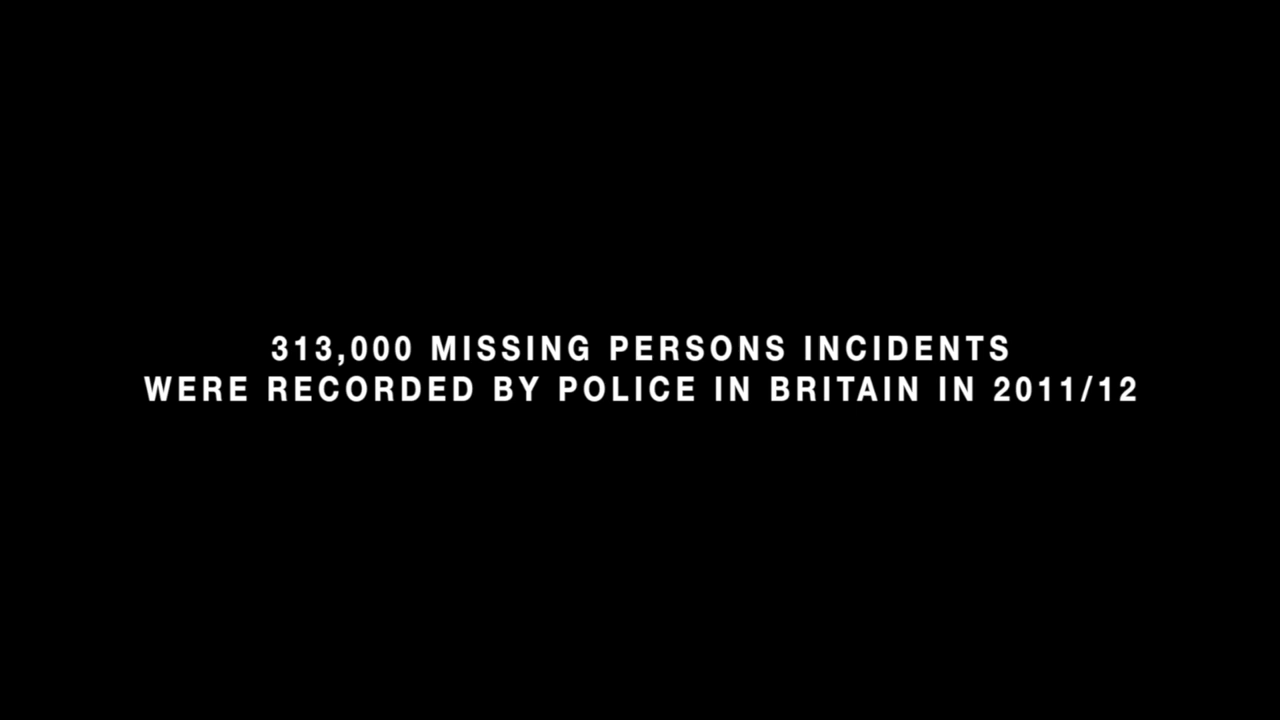 313,000 MISSING PERSONS INCIDENTS
WERE RECORDED BY POLICE IN BRITAIN IN 2011/12